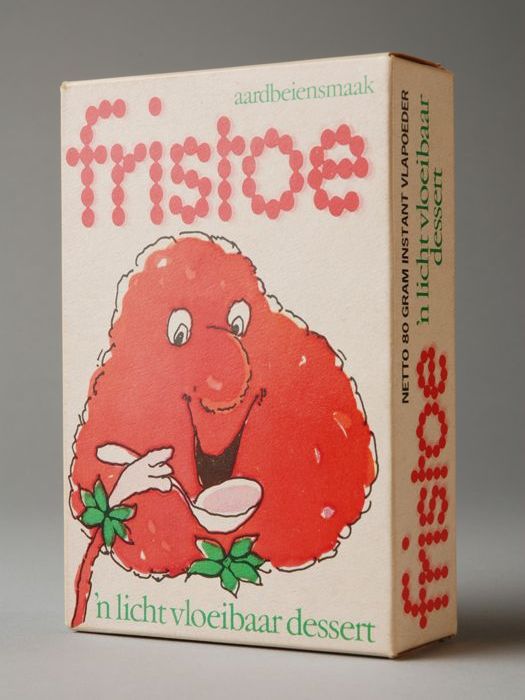 aardbeiensmaak
fristoe
'n licht vloeibaar dessert
NETTO 80 GRAM INSTANT VLAPOEDER
'n licht vloeibaar
dessert
fristoe